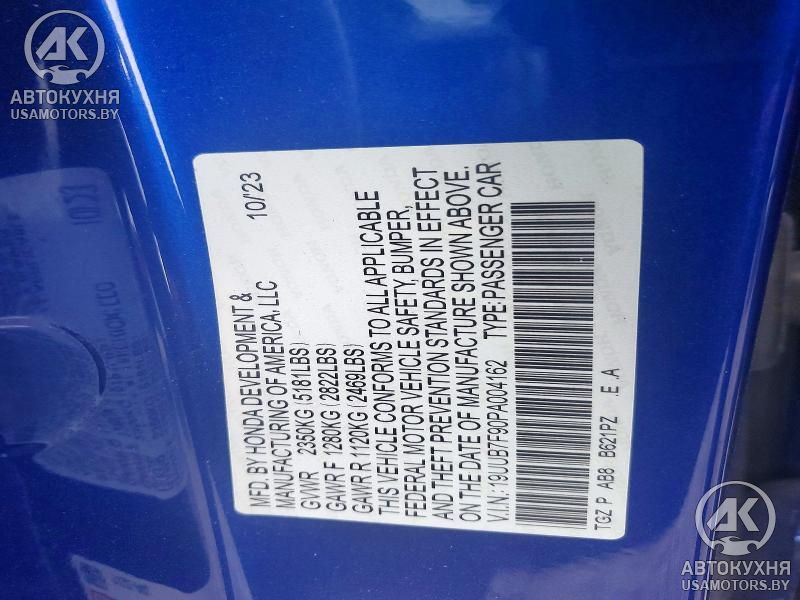 AK
АВТОКУХНЯ
USAMOTORS.BY
MFD. BY HONDA DEVELOPMENT & 10/23
MANUFACTURING OF AMERICA, LLC
GVWR 2350KG (5181LBS)
GAWR F 1280KG (2822LBS)
GAWR R 1120KG (2469LBS)
THIS VEHICLE CONFORMS TO ALL APPLICABLE
FEDERAL MOTOR VEHICLE SAFETY, BUMPER,
AND THEFT PREVENTION STANDARDS IN EFFECT
ON THE DATE OF MANUFACTURE SHOWN ABOVE.
V.I.N.: 19UUB7F90PA004162 TYPE:PASSENGER CAR
TGZ P AB8 B621PZ .E .A
AK
АВТОКУХНЯ
USAMOTORS.BY